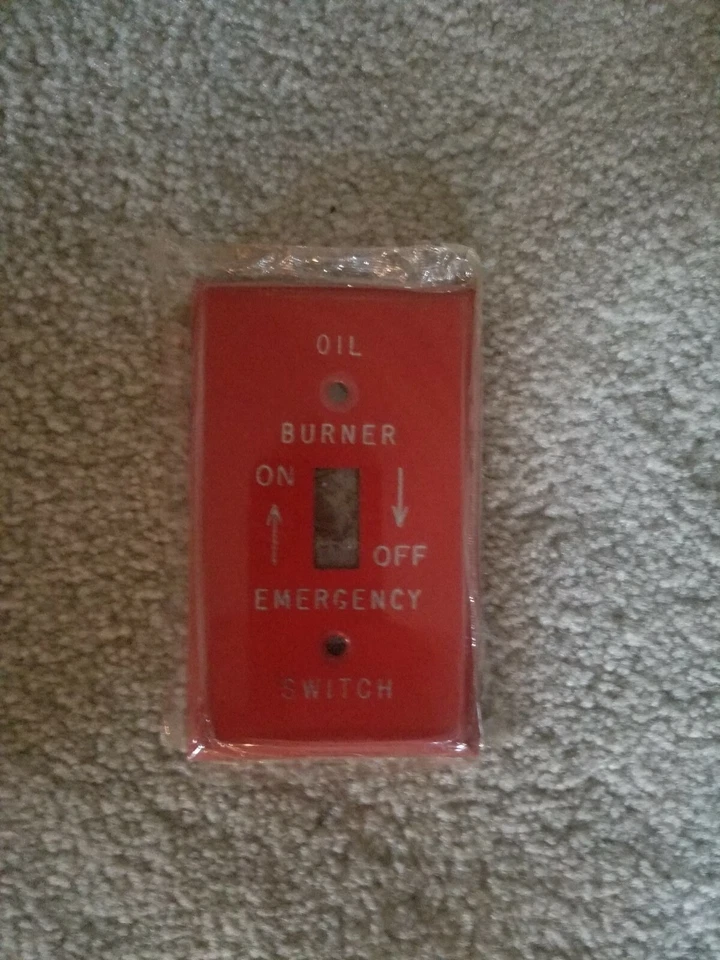 OIL
BURNER
ON
OFF
EMERGENCY
SWITCH